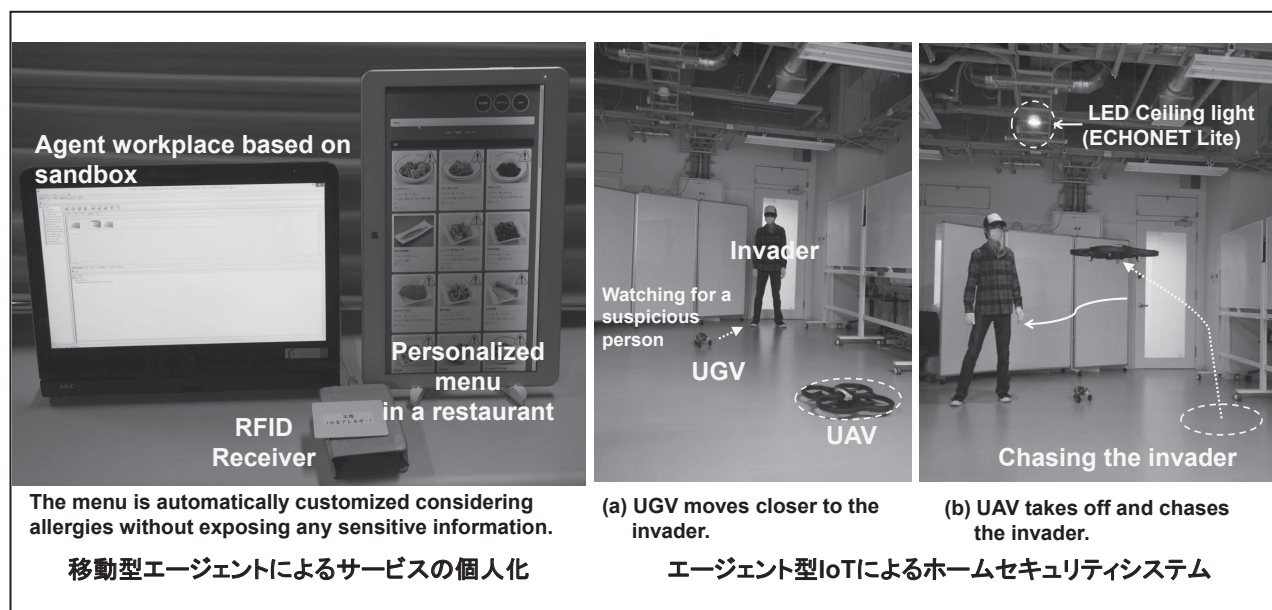 Agent workplace based on
sandbox
Personalized
menu
in a restaurant
RFID
Receiver
The menu is automatically customized considering
allergies without exposing any sensitive information.
移動型エージェントによるサービスの個人化
Invader
Watching for a
suspicious
person
UGV
UAV
(a) UGV moves closer to the
invader.
LED Ceiling light
(ECHONET Lite)
Chasing the invader
(b) UAV takes off and chases
the invader.
エージェント型IoTによるホームセキュリティシステム